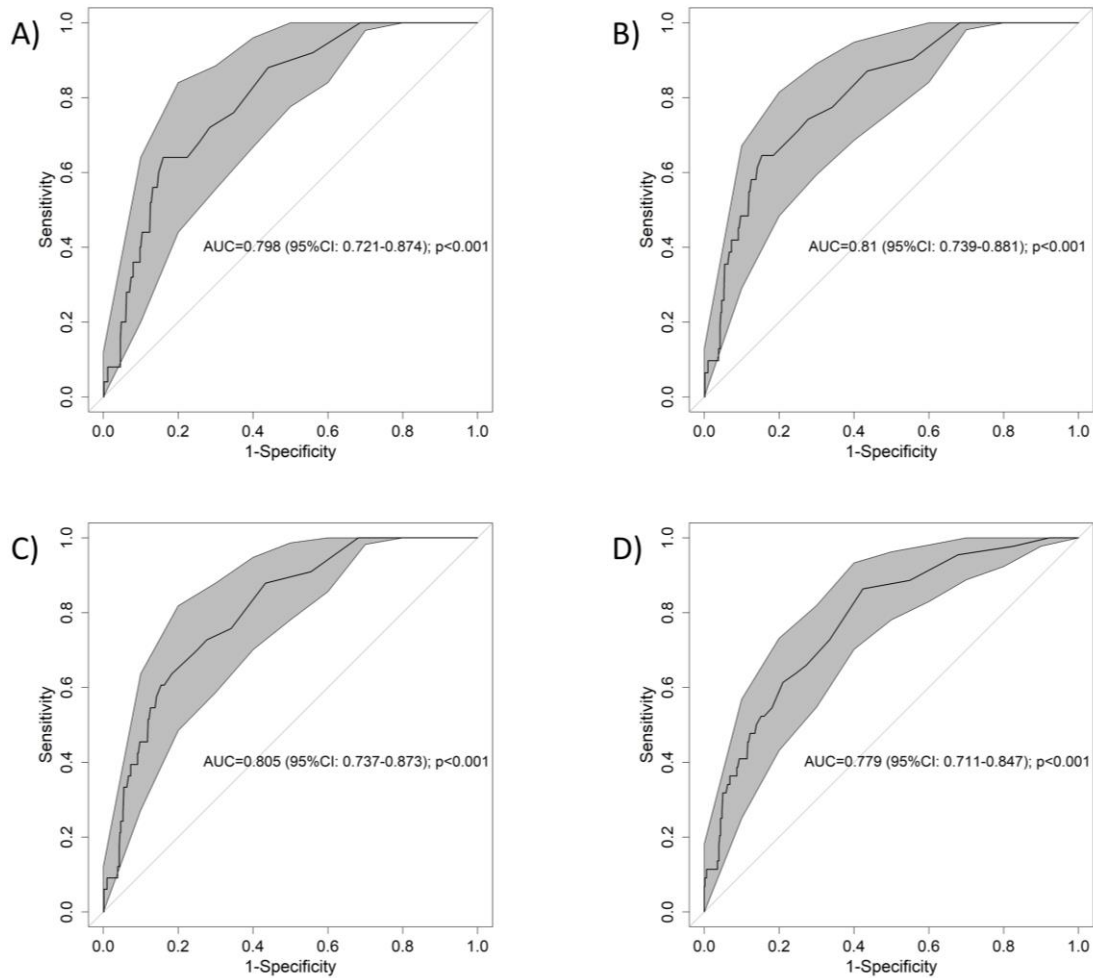 A)
Sensitivity
0.0 0.2 0.4 0.6 0.8 1.0
AUC=0.798 (95%CI: 0.721-0.874); p<0.001
0.0 0.2 0.4 0.6 0.8 1.0
1-Specificity
B)
Sensitivity
0.0 0.2 0.4 0.6 0.8 1.0
AUC=0.81 (95%CI: 0.739-0.881); p<0.001
0.0 0.2 0.4 0.6 0.8 1.0
1-Specificity
C)
Sensitivity
0.0 0.2 0.4 0.6 0.8 1.0
AUC=0.805 (95%CI: 0.737-0.873); p<0.001
0.0 0.2 0.4 0.6 0.8 1.0
1-Specificity
D)
Sensitivity
0.0 0.2 0.4 0.6 0.8 1.0
AUC=0.779 (95%CI: 0.711-0.847); p<0.001
0.0 0.2 0.4 0.6 0.8 1.0
1-Specificity